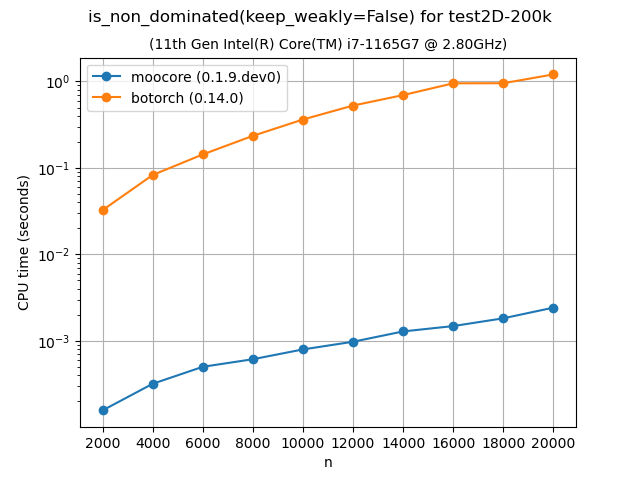 is_non_dominated(keep_weakly=False) for test2D-200k
(11th Gen Intel(R) Core(TM) i7-1165G7 @ 2.80GHz)
moocore (0.1.9.dev0)
botorch (0.14.0)
CPU time (seconds)
10⁰
10⁻¹
10⁻²
10⁻³
2000 4000 6000 8000 10000 12000 14000 16000 18000 20000
n